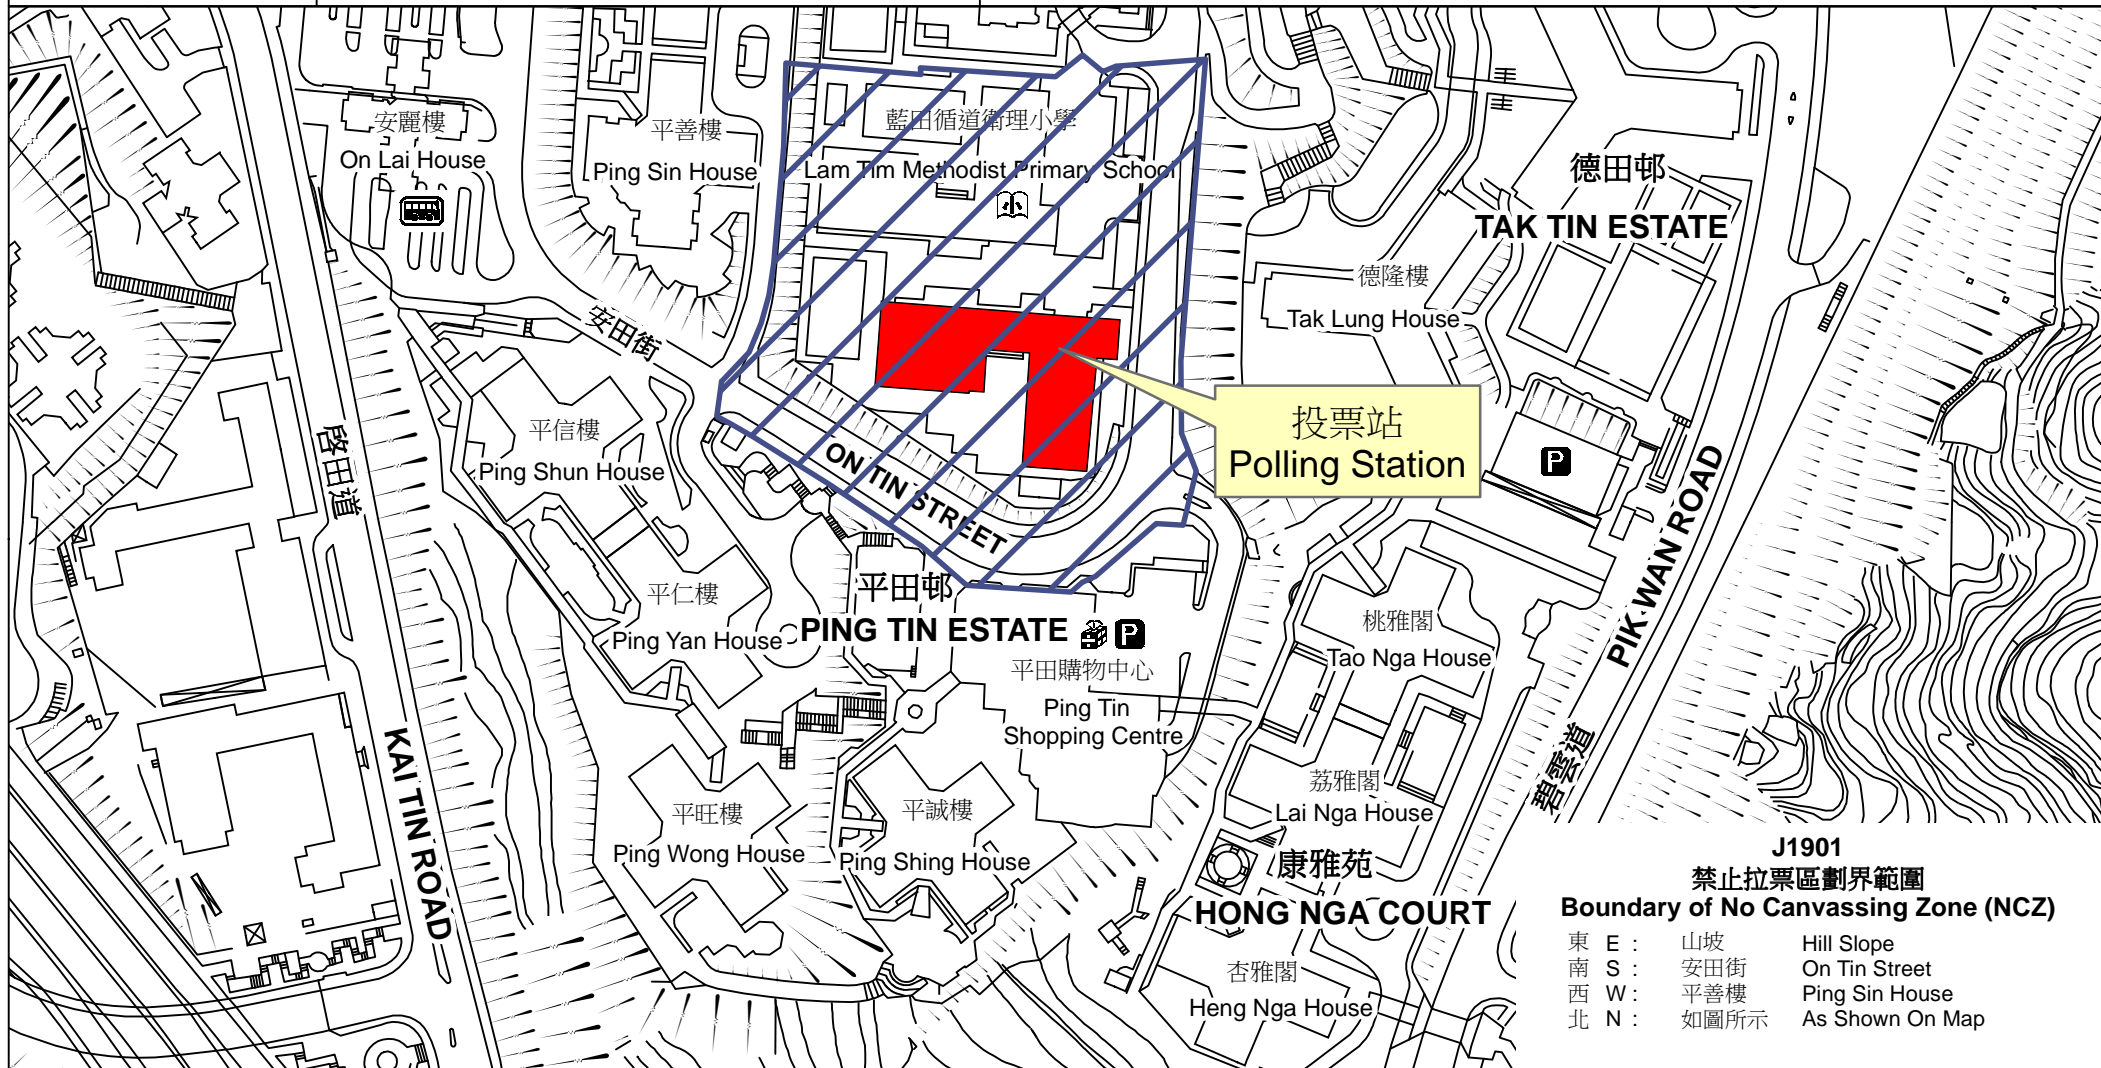 安麗樓
On Lai House
平善樓
Ping Sin House
藍田循道衛理小學
Lam Tim Methodist Primary School
德田邨
TAK TIN ESTATE
德隆樓
Tak Lung House
安田街
啓田道
平信樓
Ping Shun House
投票站
Polling Station
P
ON TIN STREET
PIK WAN ROAD
平仁樓
Ping Yan House
平田邨
PING TIN ESTATE
P
平田購物中心
Ping Tin
Shopping Centre
桃雅閣
Tao Nga House
KAI TIN ROAD
碧雲道
平旺樓
Ping Wong House
平誠樓
Ping Shing House
荔雅閣
Lai Nga House
康雅苑
HONG NGA COURT
杏雅閣
Heng Nga House
J1901
禁止拉票區劃界範圍
Boundary of No Canvassing Zone (NCZ)
東 E : 山坡 Hill Slope
南 S : 安田街 On Tin Street
西 W : 平善樓 Ping Sin House
北 N : 如圖所示 As Shown On Map